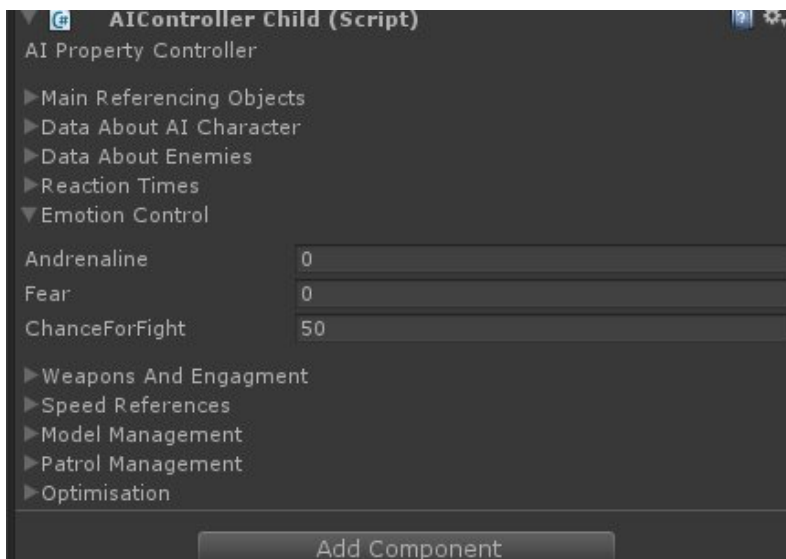 AIController Child (Script)
AI Property Controller
Main Referencing Objects
Data About AI Character
Data About Enemies
Reaction Times
Emotion Control
Andrenaline 0
Fear 0
ChanceForFight 50
Weapons And Engagment
Speed References
Model Management
Patrol Management
Optimisation
Add Component